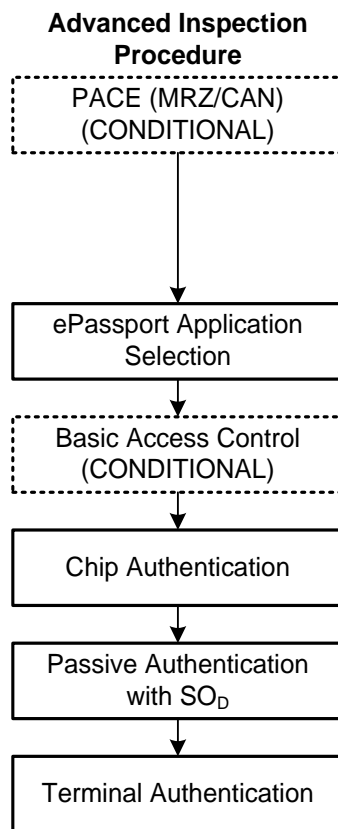 Advanced Inspection
Procedure
PACE (MRZ/CAN)
(CONDITIONAL)
ePassport Application
Selection
Basic Access Control
(CONDITIONAL)
Chip Authentication
Passive Authentication
with SOD
Terminal Authentication